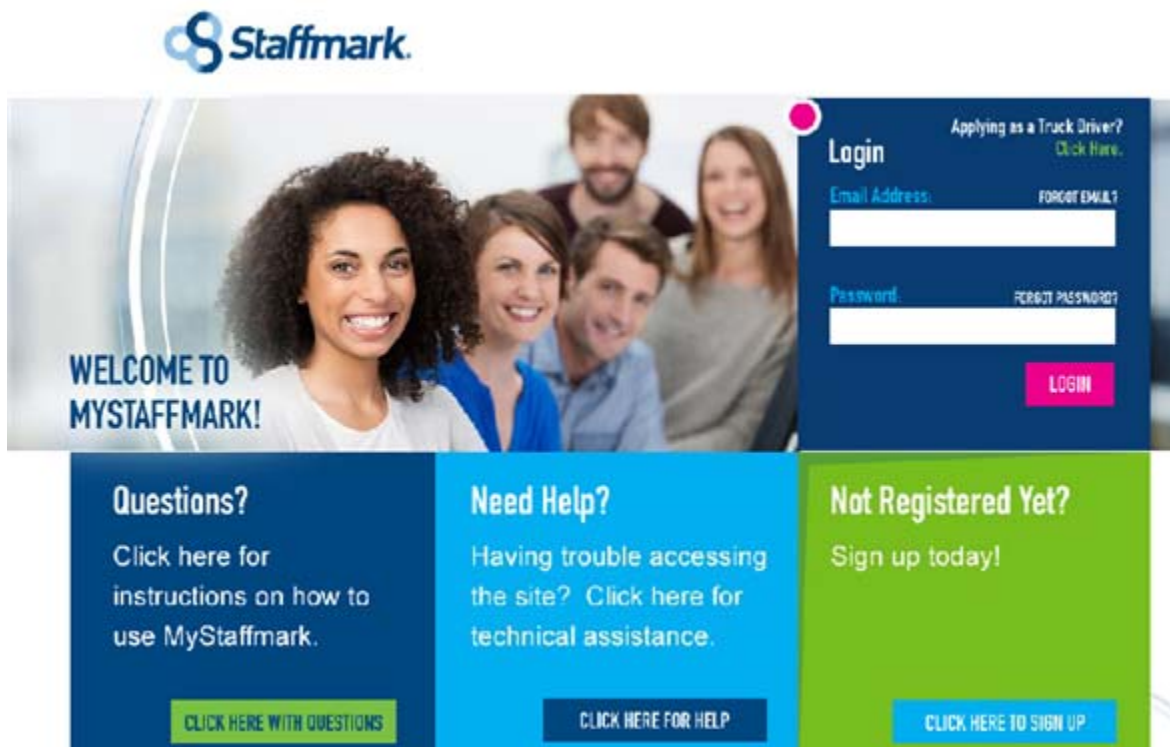 Staffmark.
Applying as a Truck Driver?
Click Here.
Login
Email Address:
FORGOT EMAIL?
Password:
FORGOT PASSWORD?
LOGIN
WELCOME TO
MYSTAFFMARK!
Questions?
Click here for
instructions on how to
use MyStaffmark.
CLICK HERE WITH QUESTIONS
Need Help?
Having trouble accessing
the site?  Click here for
technical assistance.
CLICK HERE FOR HELP
Not Registered Yet?
Sign up today!
CLICK HERE TO SIGN UP